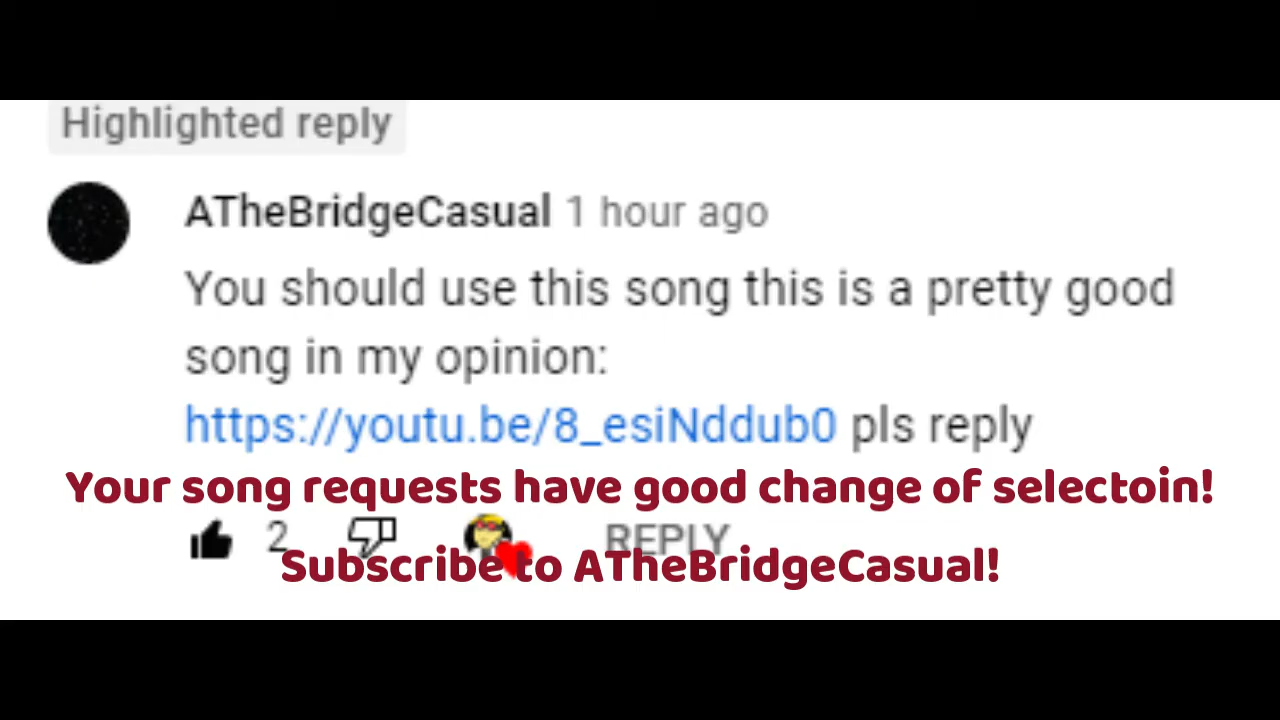 Highlighted reply
ATheBridgeCasual 1 hour ago
You should use this song this is a pretty good
song in my opinion:
https://youtu.be/8_esiNddub0 pls reply
Your song requests have good change of selectoin!
2 REPLY
Subscribe to ATheBridgeCasual!